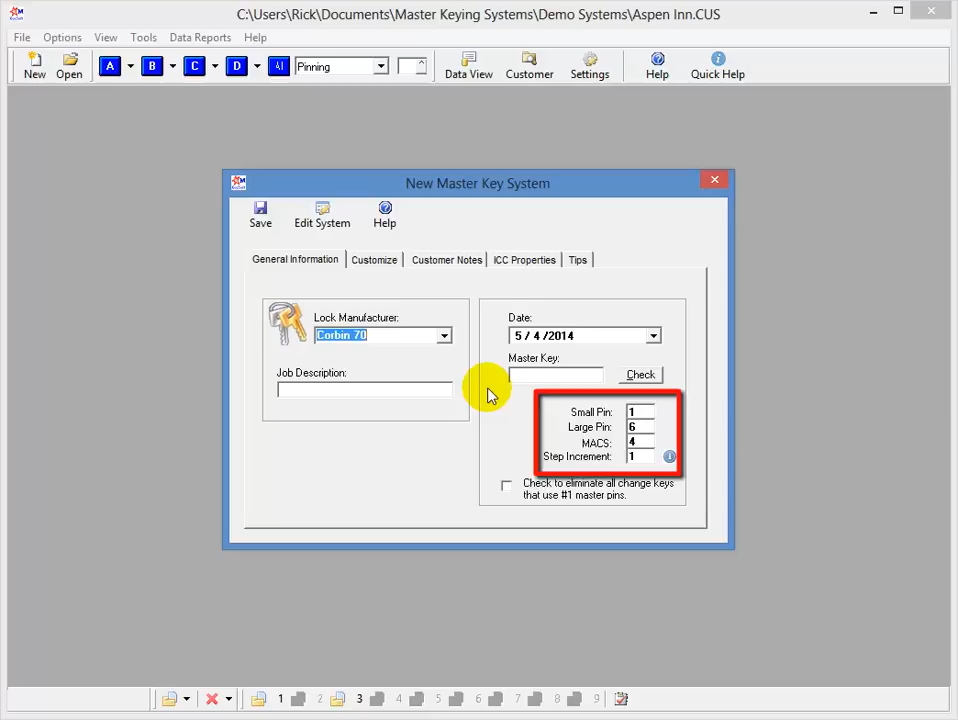 C:\Users\Rick\Documents\Master Keying Systems\Demo Systems\Aspen Inn.CUS
File Options View Tools Data Reports Help
A B C D All Pinning
New Open Data View Customer Settings Help Quick Help
New Master Key System
Save Edit System Help
General Information Customize Customer Notes ICC Properties Tips
Lock Manufacturer:
Corbin 70
Job Description:
Date:
5 / 4 /2014
Master Key:
Check
Small Pin: 1
Large Pin: 6
MACS: 4
Step Increment: 1
Check to eliminate all change keys
that use #1 master pins.
1 2 3 4 5 6 7 8 9